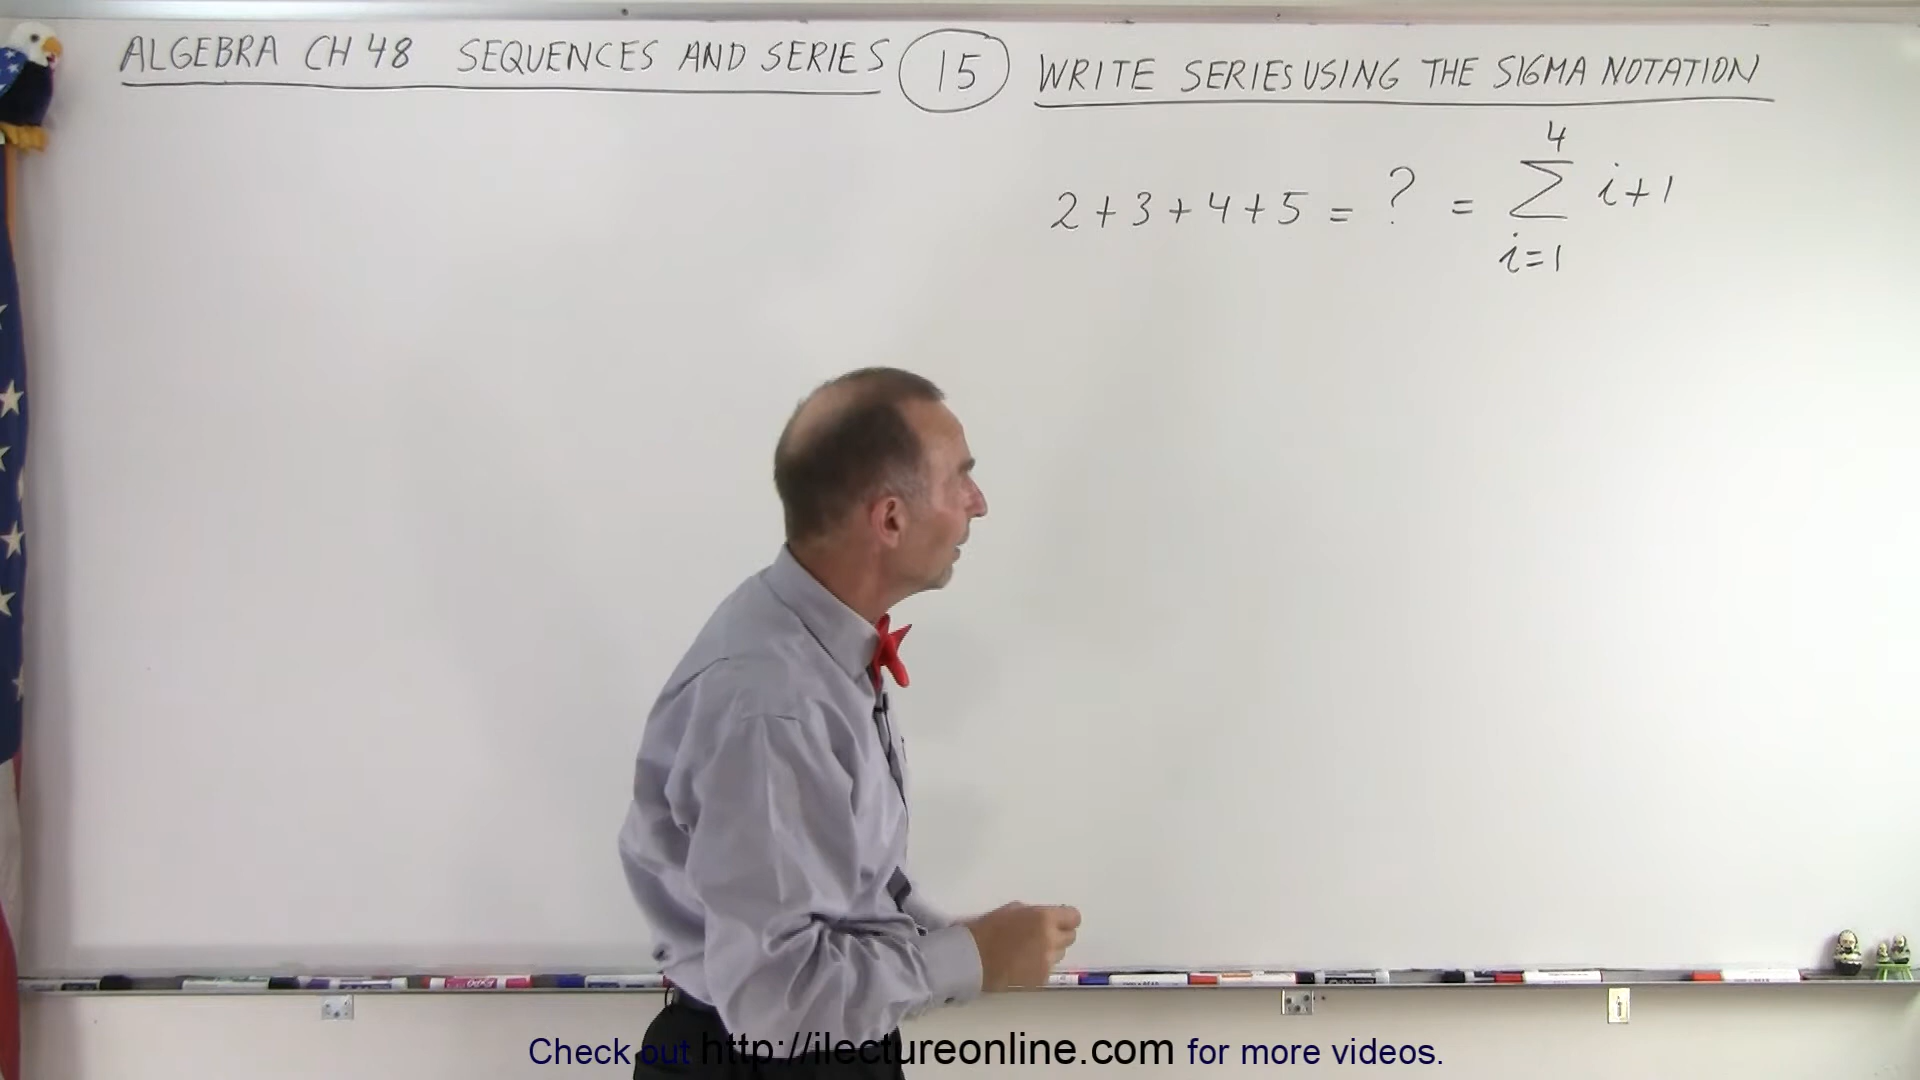 ALGEBRA CH 48 SEQUENCES AND SERIES 15 WRITE SERIES USING THE SIGMA NOTATION
4
2 + 3 + 4 + 5 = ? = Σ i + 1
i = 1
Check out http://ilectureonline.com for more videos.